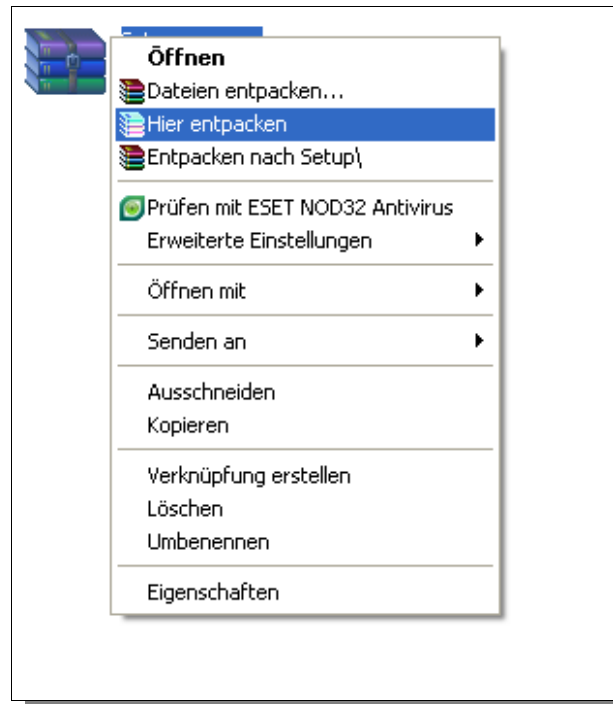 Öffnen
Dateien entpacken...
Hier entpacken
Entpacken nach Setup\
Prüfen mit ESET NOD32 Antivirus
Erweiterte Einstellungen
Öffnen mit
Senden an
Ausschneiden
Kopieren
Verknüpfung erstellen
Löschen
Umbenennen
Eigenschaften